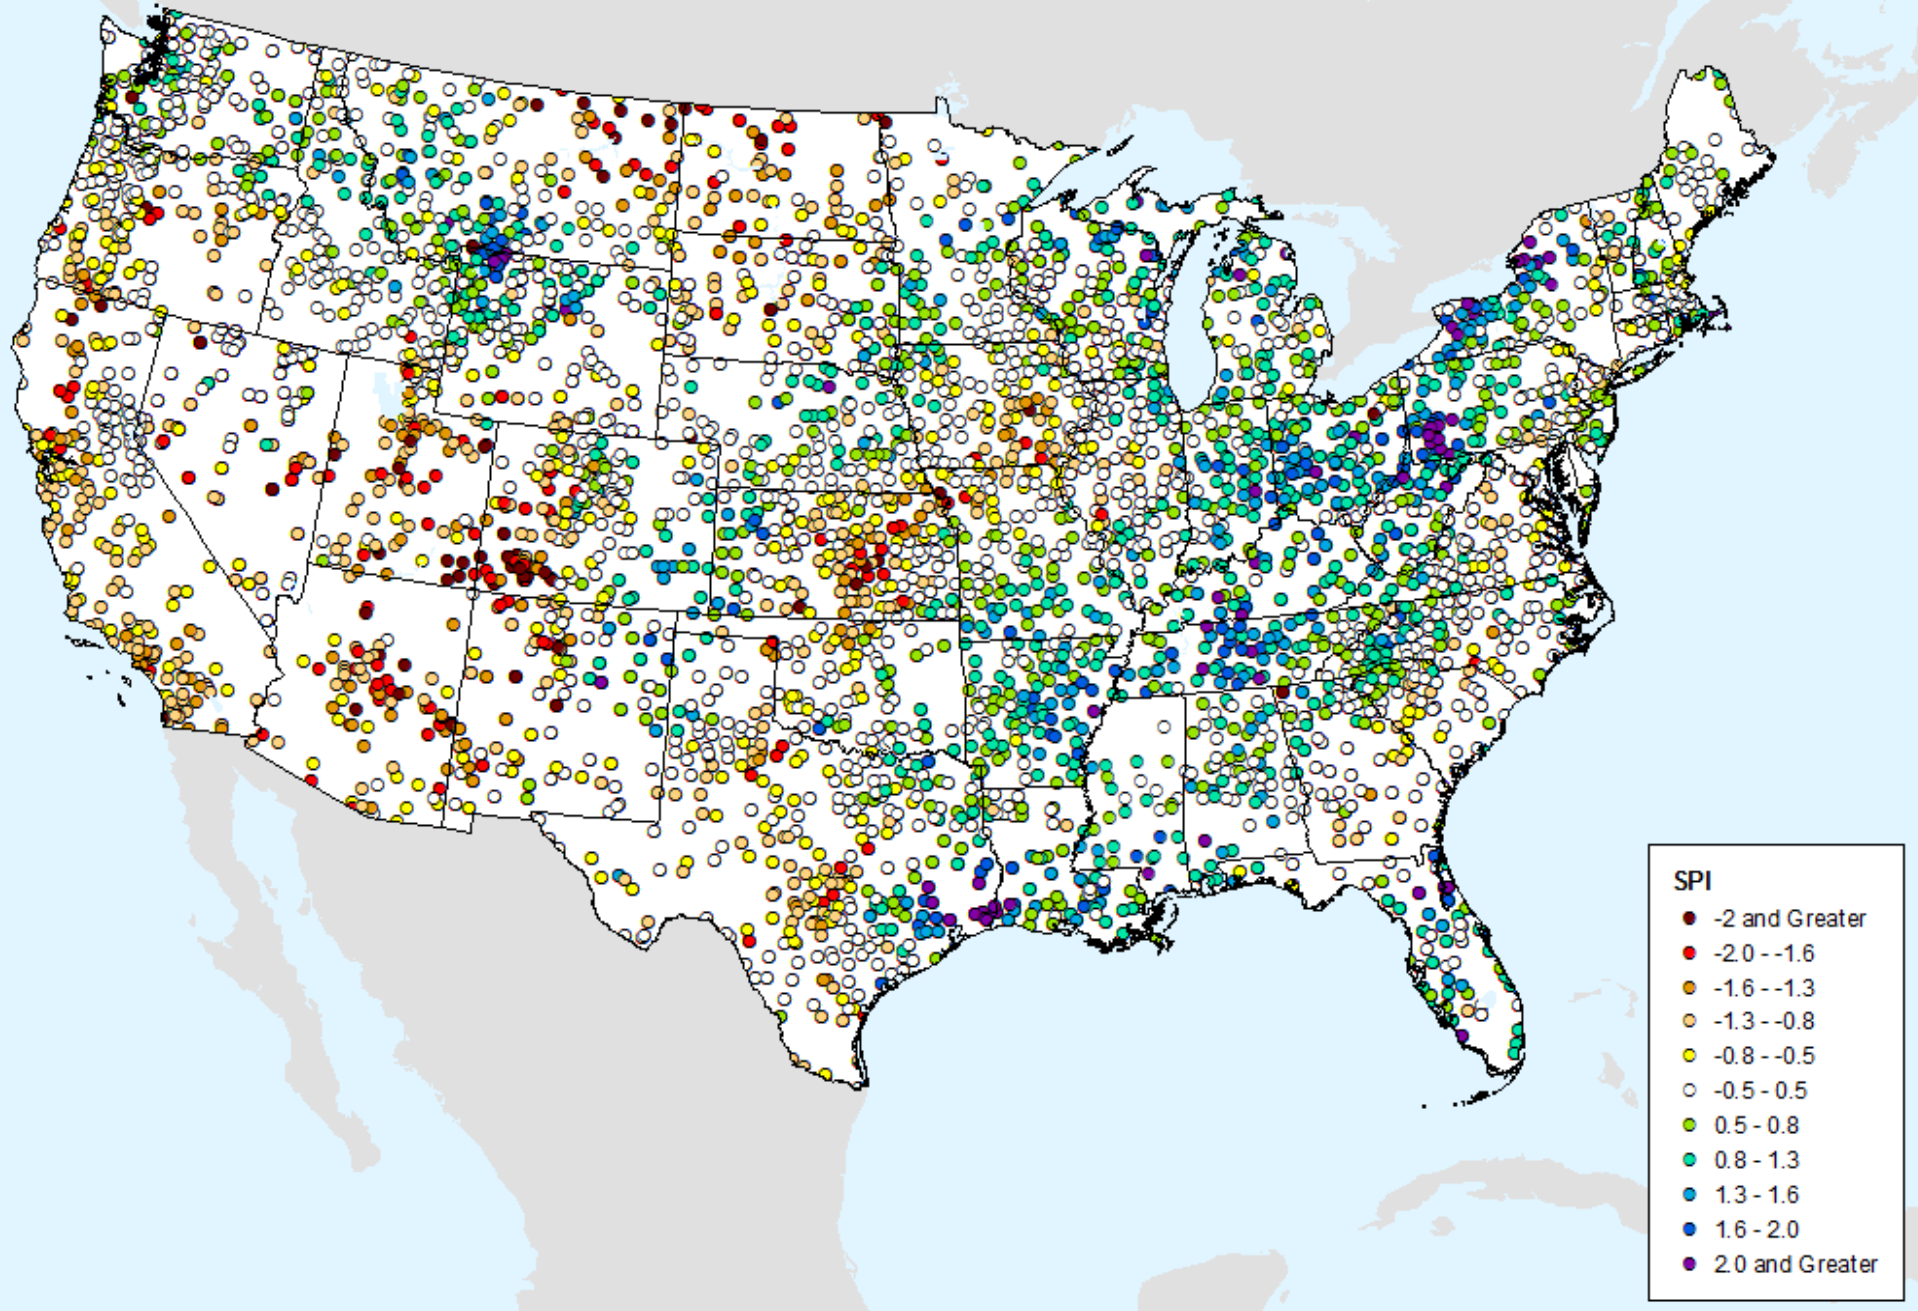 SPI
-2 and Greater
-2.0 - -1.6
-1.6 - -1.3
-1.3 - -0.8
-0.8 - -0.5
-0.5 - 0.5
0.5 - 0.8
0.8 - 1.3
1.3 - 1.6
1.6 - 2.0
2.0 and Greater